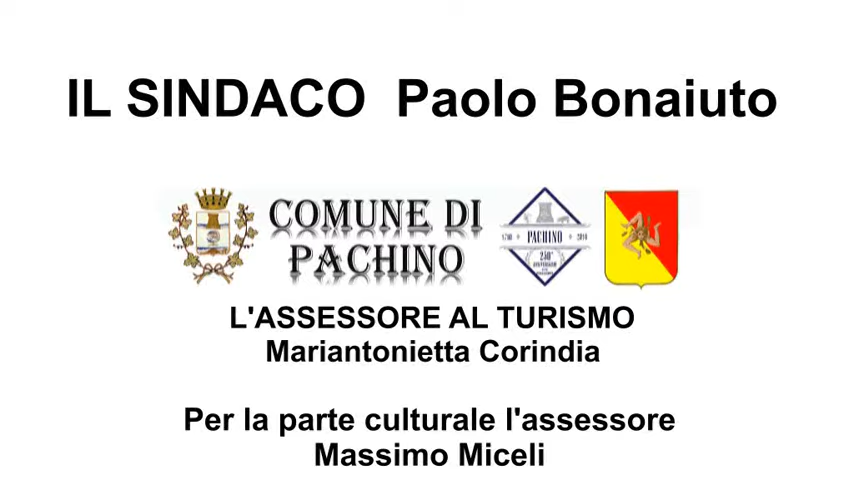 IL SINDACO Paolo Bonaiuto
COMUNE DI
PACHINO
PACHINO
250°
L'ASSESSORE AL TURISMO
Mariantonietta Corindia
Per la parte culturale l'assessore
Massimo Miceli